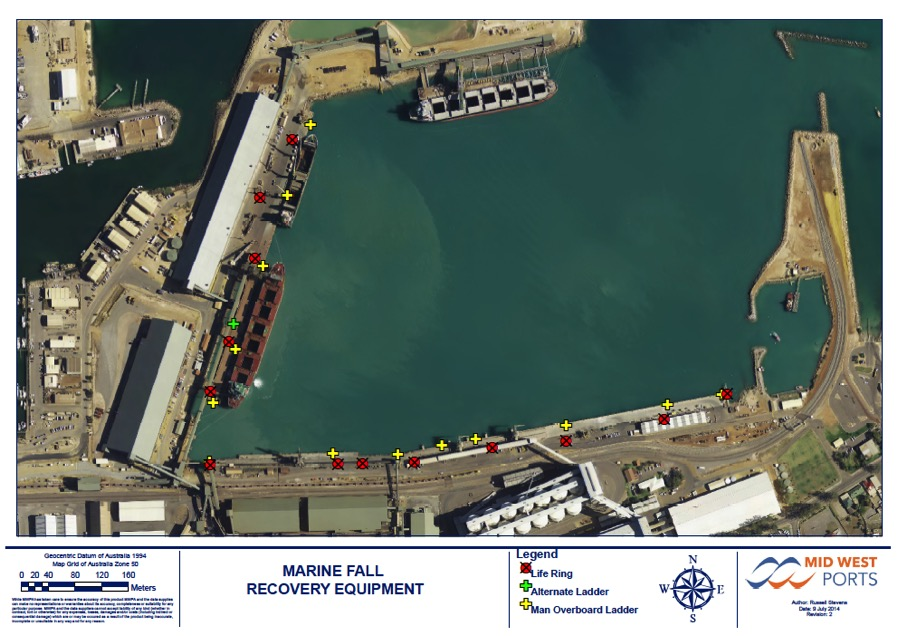 Geocentric Datum of Australia 1994
Map Grid of Australia Zone 50
0 20 40 80 120 160
Meters
MARINE FALL
RECOVERY EQUIPMENT
Legend
Life Ring
Alternate Ladder
Man Overboard Ladder
N
W
E
S
MID WEST
PORTS
Author: Russell Stevens
Date: 9 July 2014
Revision: 2